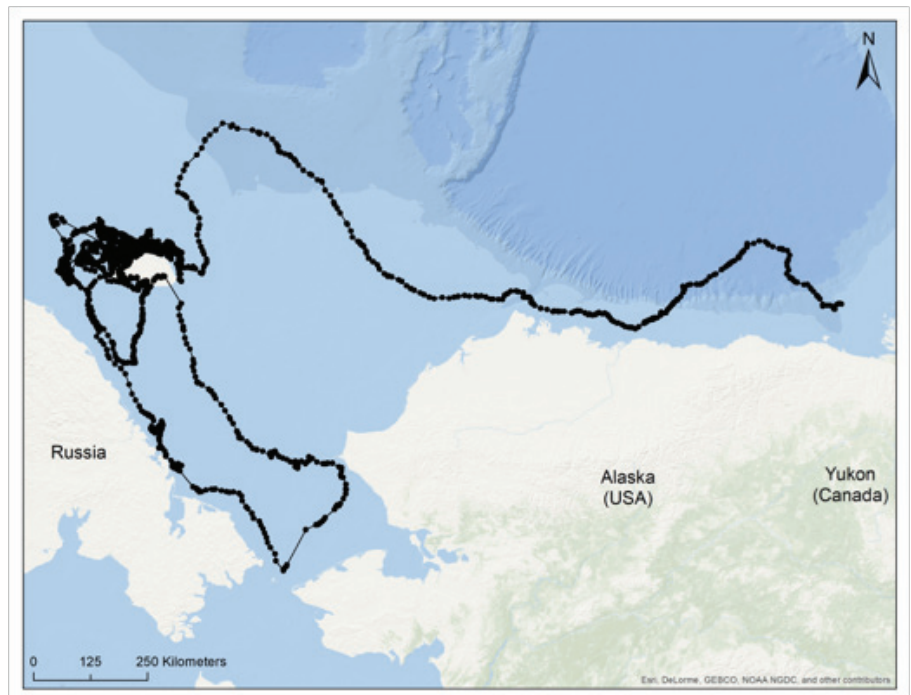 N
Russia
Alaska
(USA)
Yukon
(Canada)
0 125 250 Kilometers
Esri, DeLorme, GEBCO, NOAA NGDC, and other contributors